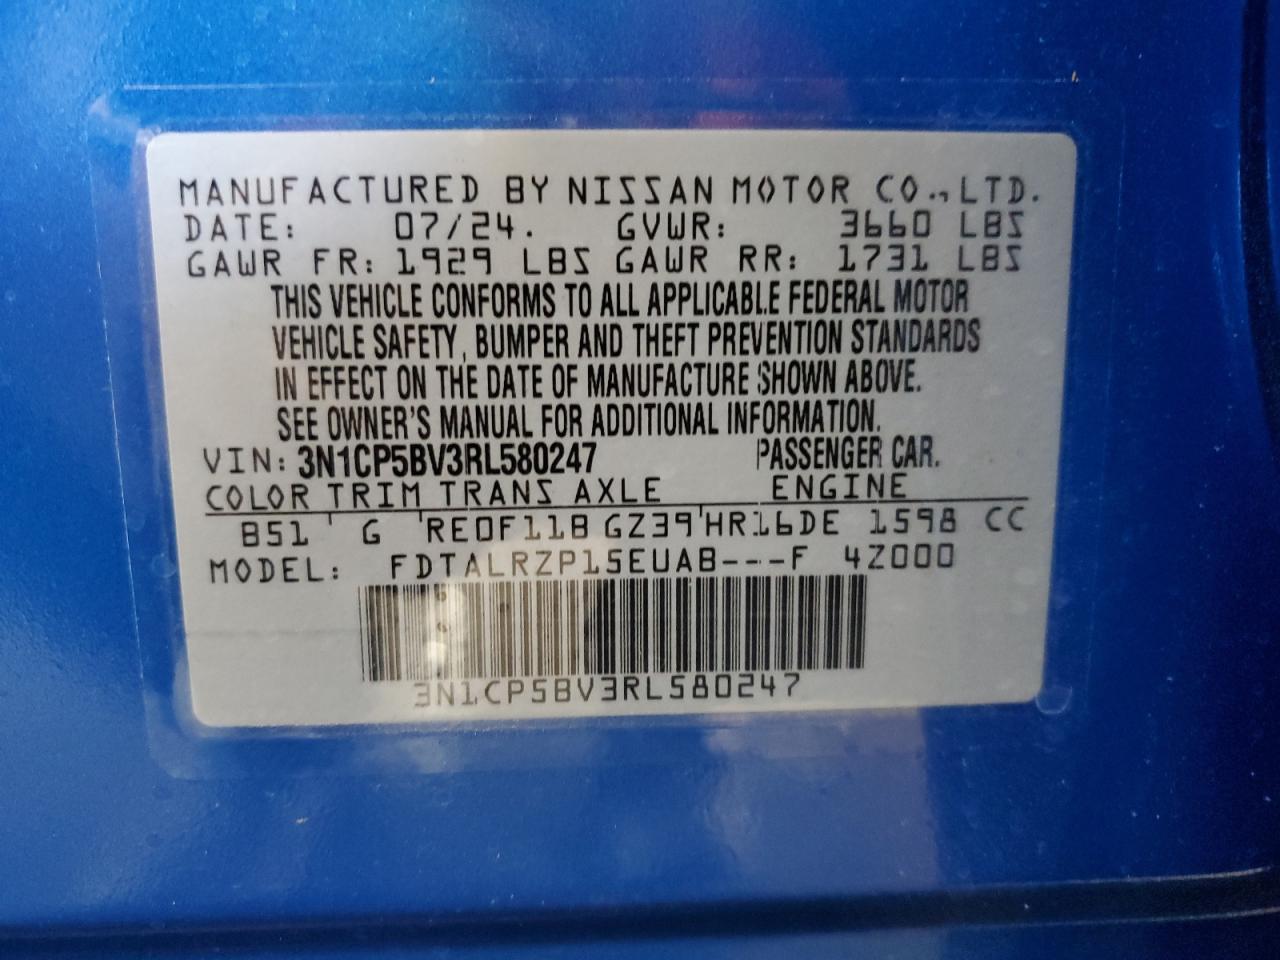 MANUFACTURED BY NISSAN MOTOR CO., LTD.
DATE: 07/24. GVWR: 3660 LBS
GAWR FR: 1929 LBS GAWR RR: 1731 LBS
THIS VEHICLE CONFORMS TO ALL APPLICABLE FEDERAL MOTOR
VEHICLE SAFETY, BUMPER AND THEFT PREVENTION STANDARDS
IN EFFECT ON THE DATE OF MANUFACTURE SHOWN ABOVE.
SEE OWNER'S MANUAL FOR ADDITIONAL INFORMATION.
VIN: 3N1CP5BV3RL580247 PASSENGER CAR.
COLOR TRIM TRANS AXLE ENGINE
B51 G RE0F11B GZ39 HR16DE 1598 CC
MODEL: FDTALRZP15EUAB---F 4Z000
3N1CP5BV3RL580247